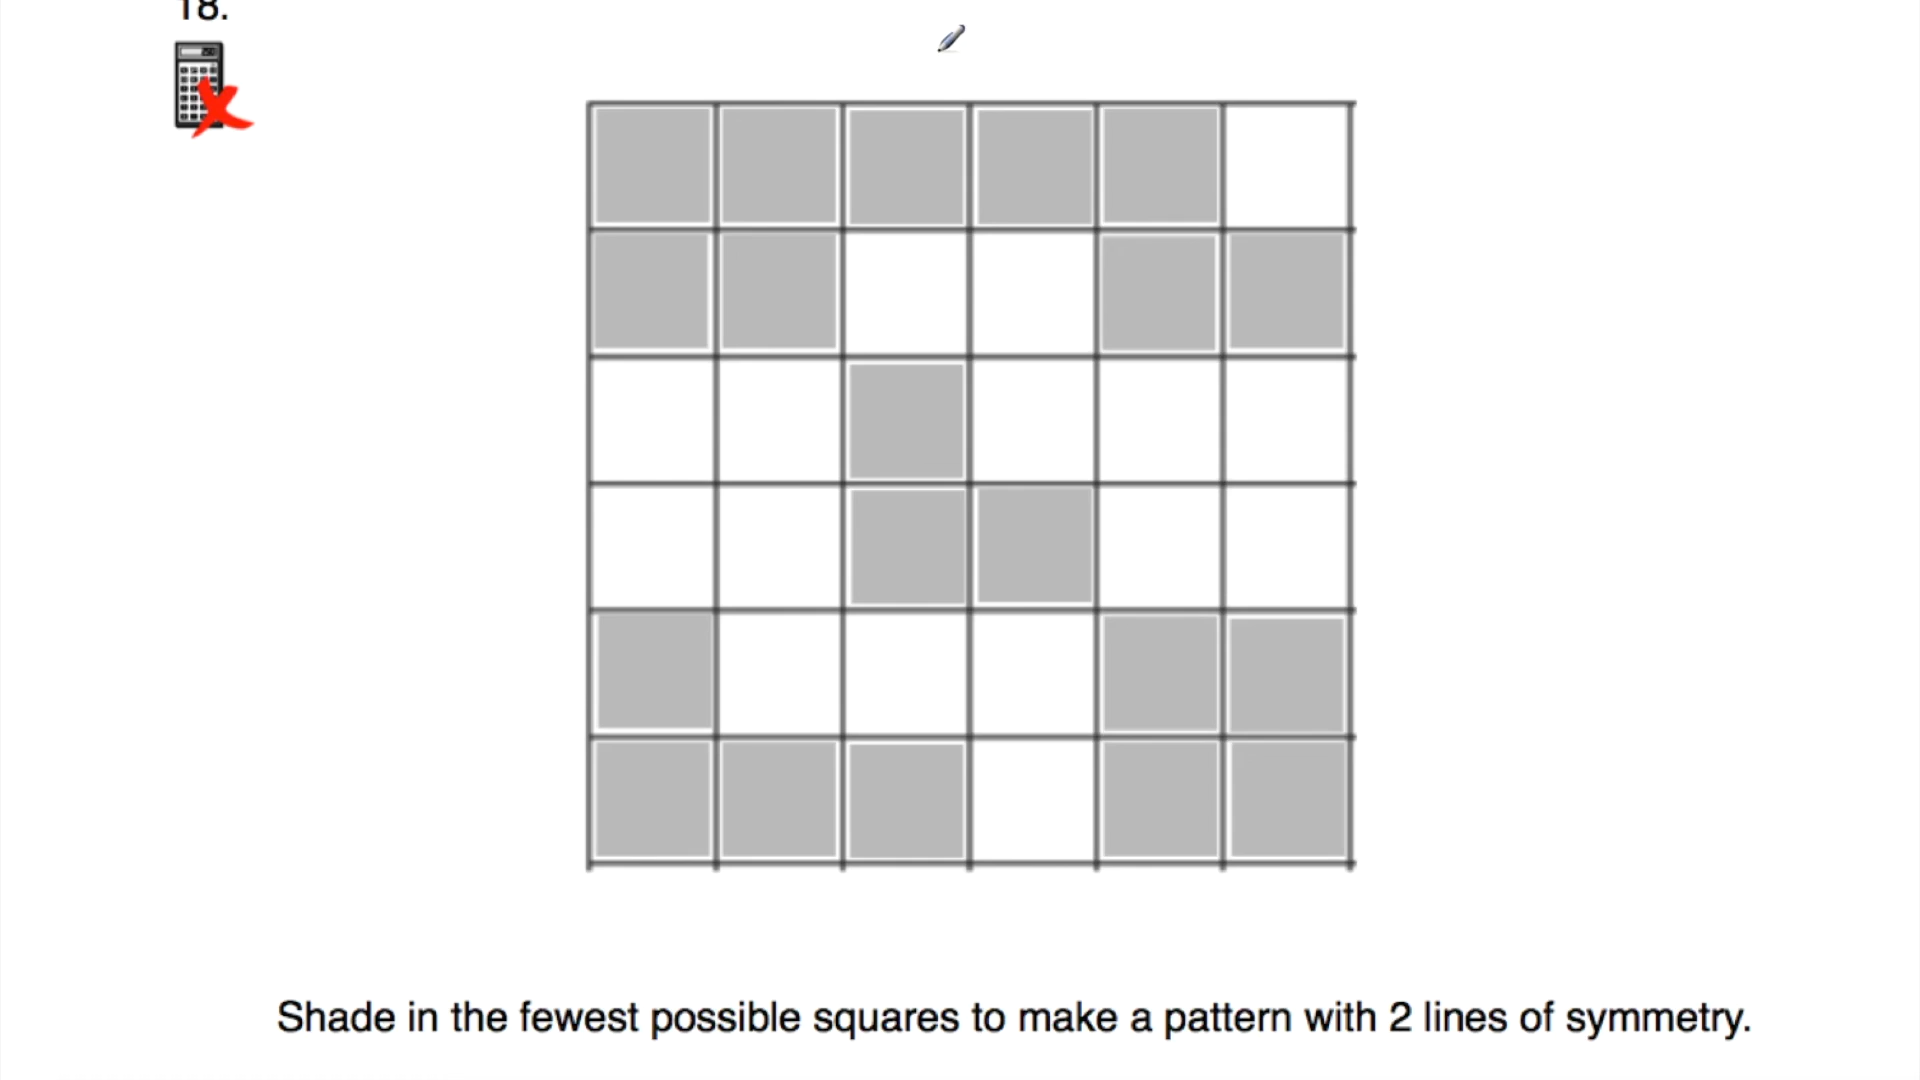 18.
Shade in the fewest possible squares to make a pattern with 2 lines of symmetry.